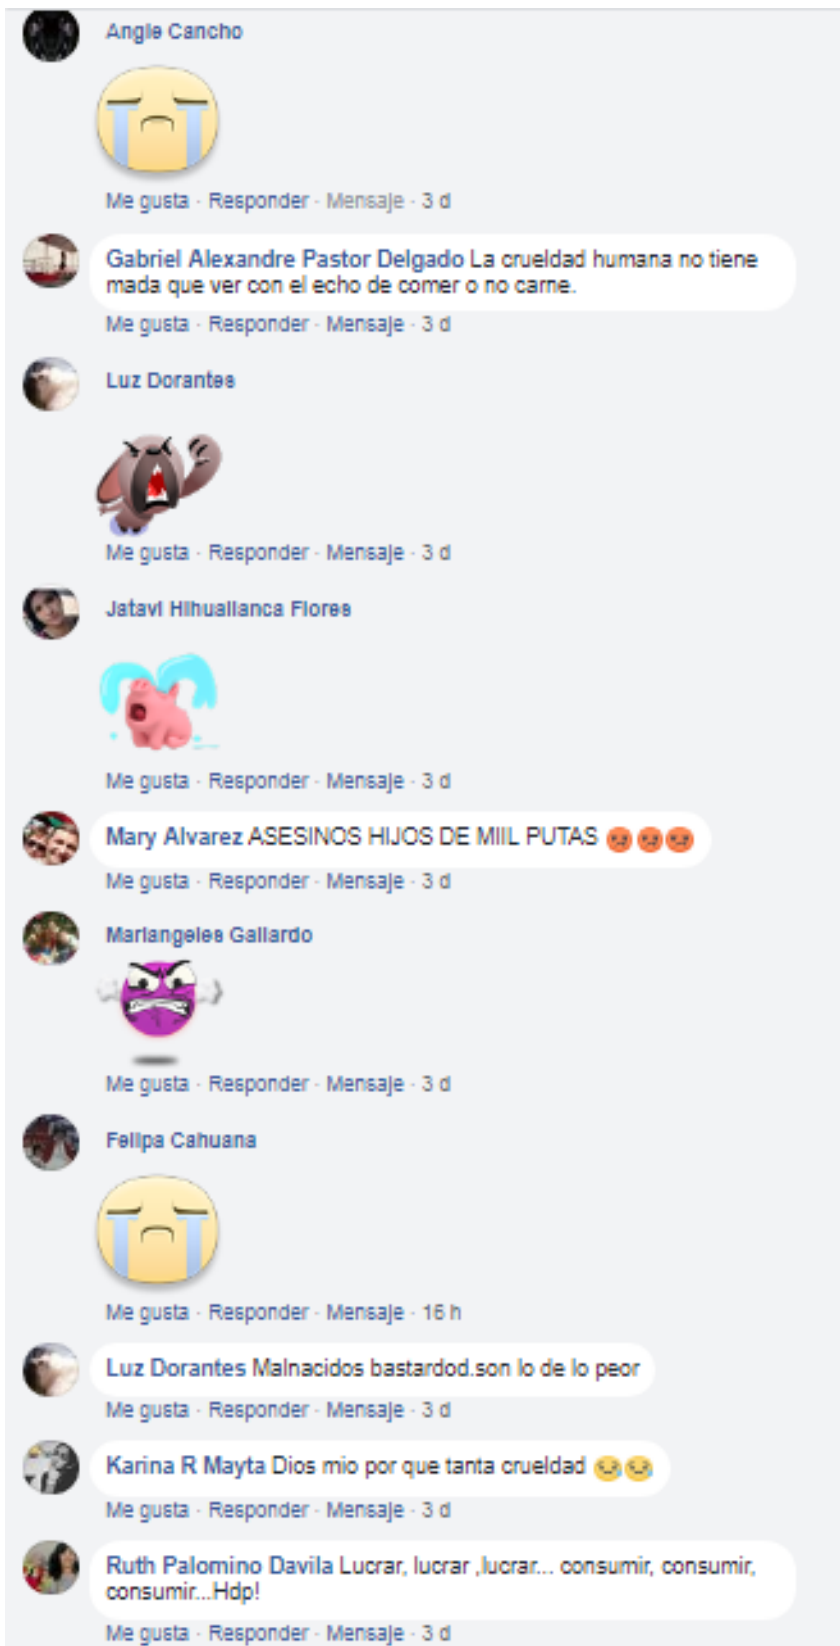 Angie Cancho
Me gusta · Responder · Mensaje · 3 d
Gabriel Alexandre Pastor Delgado La crueldad humana no tiene
mada que ver con el echo de comer o no carne.
Me gusta · Responder · Mensaje · 3 d
Luz Dorantes
Me gusta · Responder · Mensaje · 3 d
Jatavi Hihuallanca Flores
Me gusta · Responder · Mensaje · 3 d
Mary Alvarez ASESINOS HIJOS DE MIIL PUTAS
Me gusta · Responder · Mensaje · 3 d
Mariangeles Gallardo
Me gusta · Responder · Mensaje · 3 d
Felipa Cahuana
Me gusta · Responder · Mensaje · 16 h
Luz Dorantes Malnacidos bastardod.son lo de lo peor
Me gusta · Responder · Mensaje · 3 d
Karina R Mayta Dios mio por que tanta crueldad
Me gusta · Responder · Mensaje · 3 d
Ruth Palomino Davila Lucrar, lucrar ,lucrar... consumir, consumir,
consumir...Hdp!
Me gusta · Responder · Mensaje · 3 d